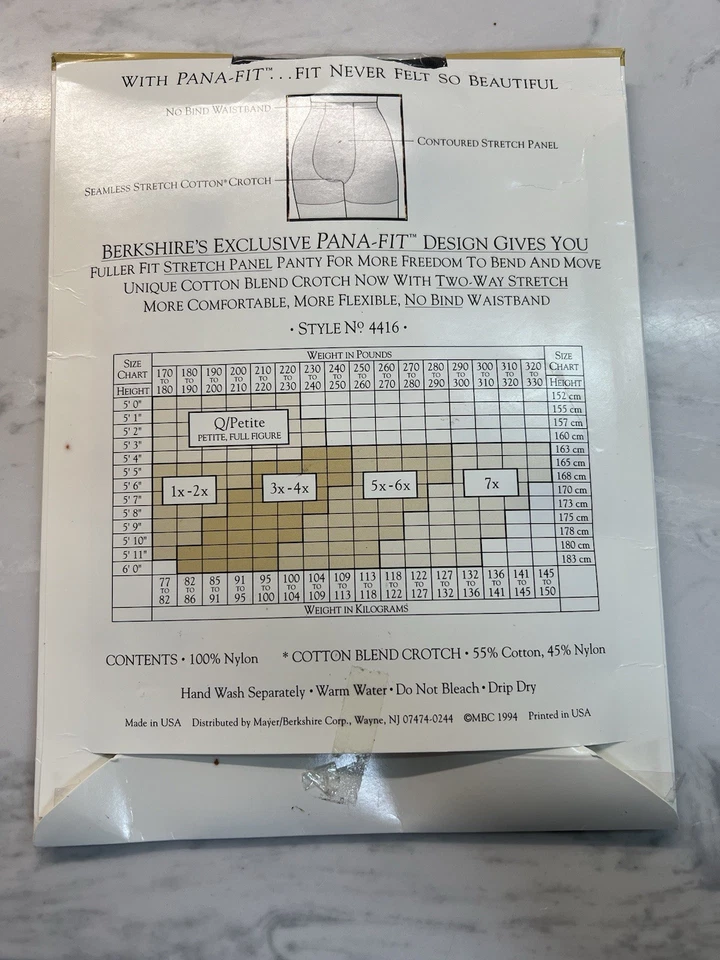 WITH PANA-FIT™...FIT NEVER FELT SO BEAUTIFUL
NO BIND WAISTBAND
CONTOURED STRETCH PANEL
SEAMLESS STRETCH COTTON* CROTCH
BERKSHIRE'S EXCLUSIVE PANA-FIT™ DESIGN GIVES YOU
FULLER FIT STRETCH PANEL PANTY FOR MORE FREEDOM TO BEND AND MOVE
UNIQUE COTTON BLEND CROTCH NOW WITH TWO-WAY STRETCH
MORE COMFORTABLE, MORE FLEXIBLE, NO BIND WAISTBAND
• STYLE Nº 4416 •
SIZE CHART WEIGHT IN POUNDS SIZE CHART
170 TO 180 180 TO 190 190 TO 200 200 TO 210 210 TO 220 220 TO 230 230 TO 240 240 TO 250 250 TO 260 260 TO 270 270 TO 280 280 TO 290 290 TO 300 300 TO 310 310 TO 320 320 TO 330
HEIGHT HEIGHT
5' 0" 152 cm
5' 1" 155 cm
5' 2" 157 cm
5' 3" 160 cm
5' 4" 163 cm
5' 5" 165 cm
5' 6" 168 cm
5' 7" 170 cm
5' 8" 173 cm
5' 9" 175 cm
5' 10" 178 cm
5' 11" 180 cm
6' 0" 183 cm
Q/Petite
PETITE, FULL FIGURE
1x-2x 3x-4x 5x-6x 7x
77 TO 82 82 TO 86 85 TO 91 91 TO 95 95 TO 100 100 TO 104 104 TO 109 109 TO 113 113 TO 118 118 TO 122 122 TO 127 127 TO 132 132 TO 136 136 TO 141 141 TO 145 145 TO 150
WEIGHT IN KILOGRAMS
CONTENTS • 100% Nylon * COTTON BLEND CROTCH • 55% Cotton, 45% Nylon
Hand Wash Separately • Warm Water • Do Not Bleach • Drip Dry
Made in USA Distributed by Mayer/Berkshire Corp., Wayne, NJ 07474-0244 ©MBC 1994 Printed in USA